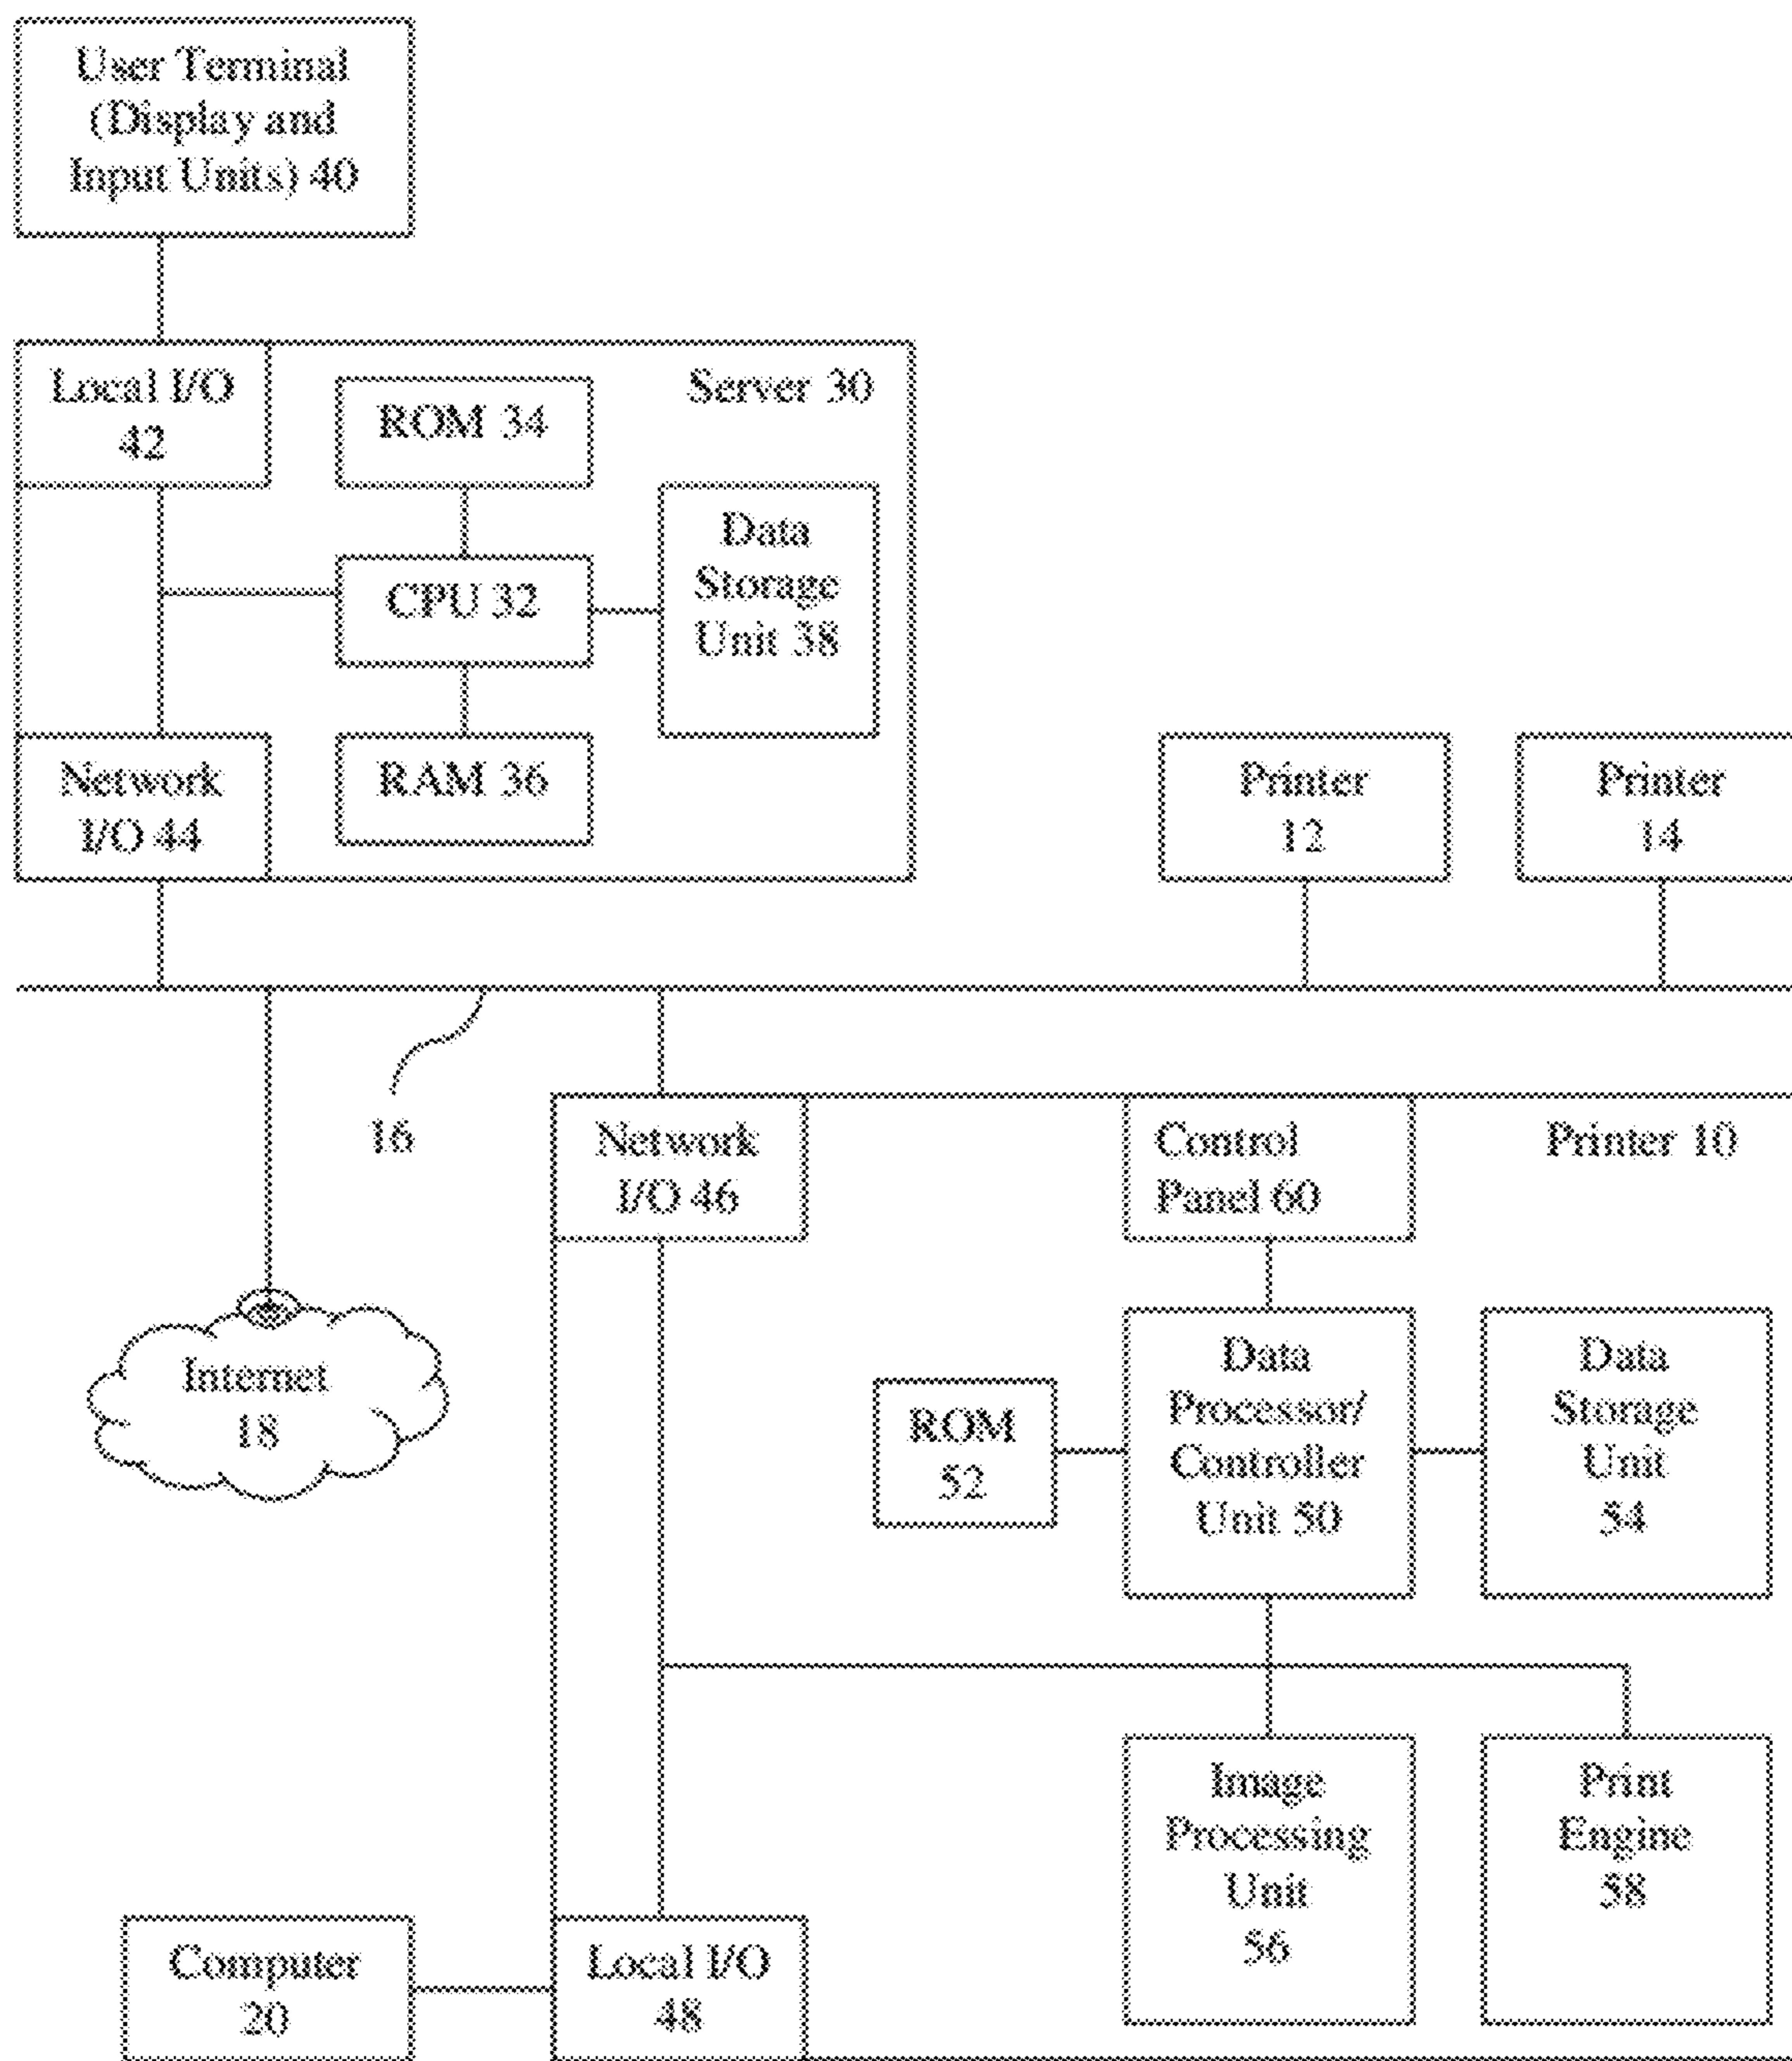 User Terminal
(Display and
Input Units) 40
Local I/O
42
ROM 34
Server 30
Data
Storage
Unit 38
CPU 32
Network
I/O 44
RAM 36
Printer
12
Printer
14
16
Network
I/O 46
Control
Panel 60
Printer 10
Internet
18
ROM
52
Data
Processor/
Controller
Unit 50
Data
Storage
Unit
54
Image
Processing
Unit
56
Print
Engine
58
Computer
20
Local I/O
48